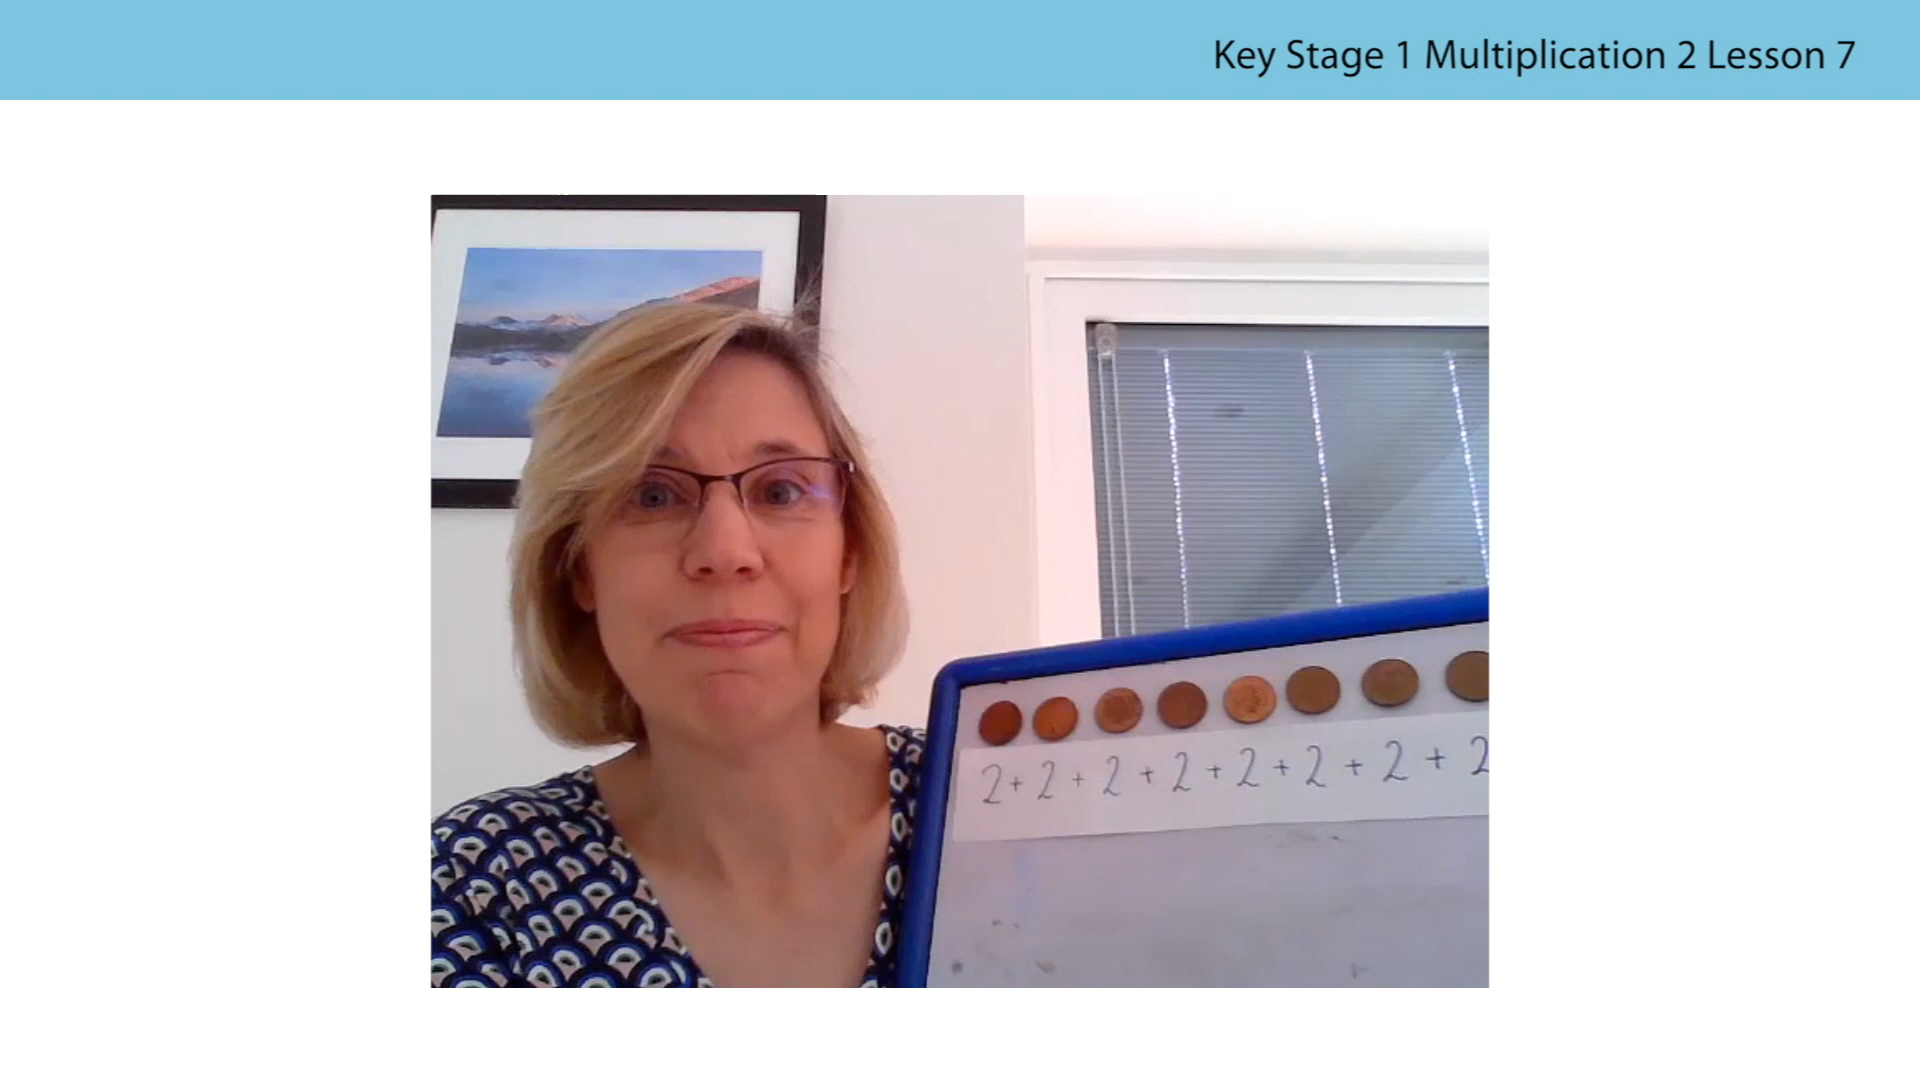 Key Stage 1 Multiplication 2 Lesson 7
2 + 2 + 2 + 2 + 2 + 2 + 2 + 2